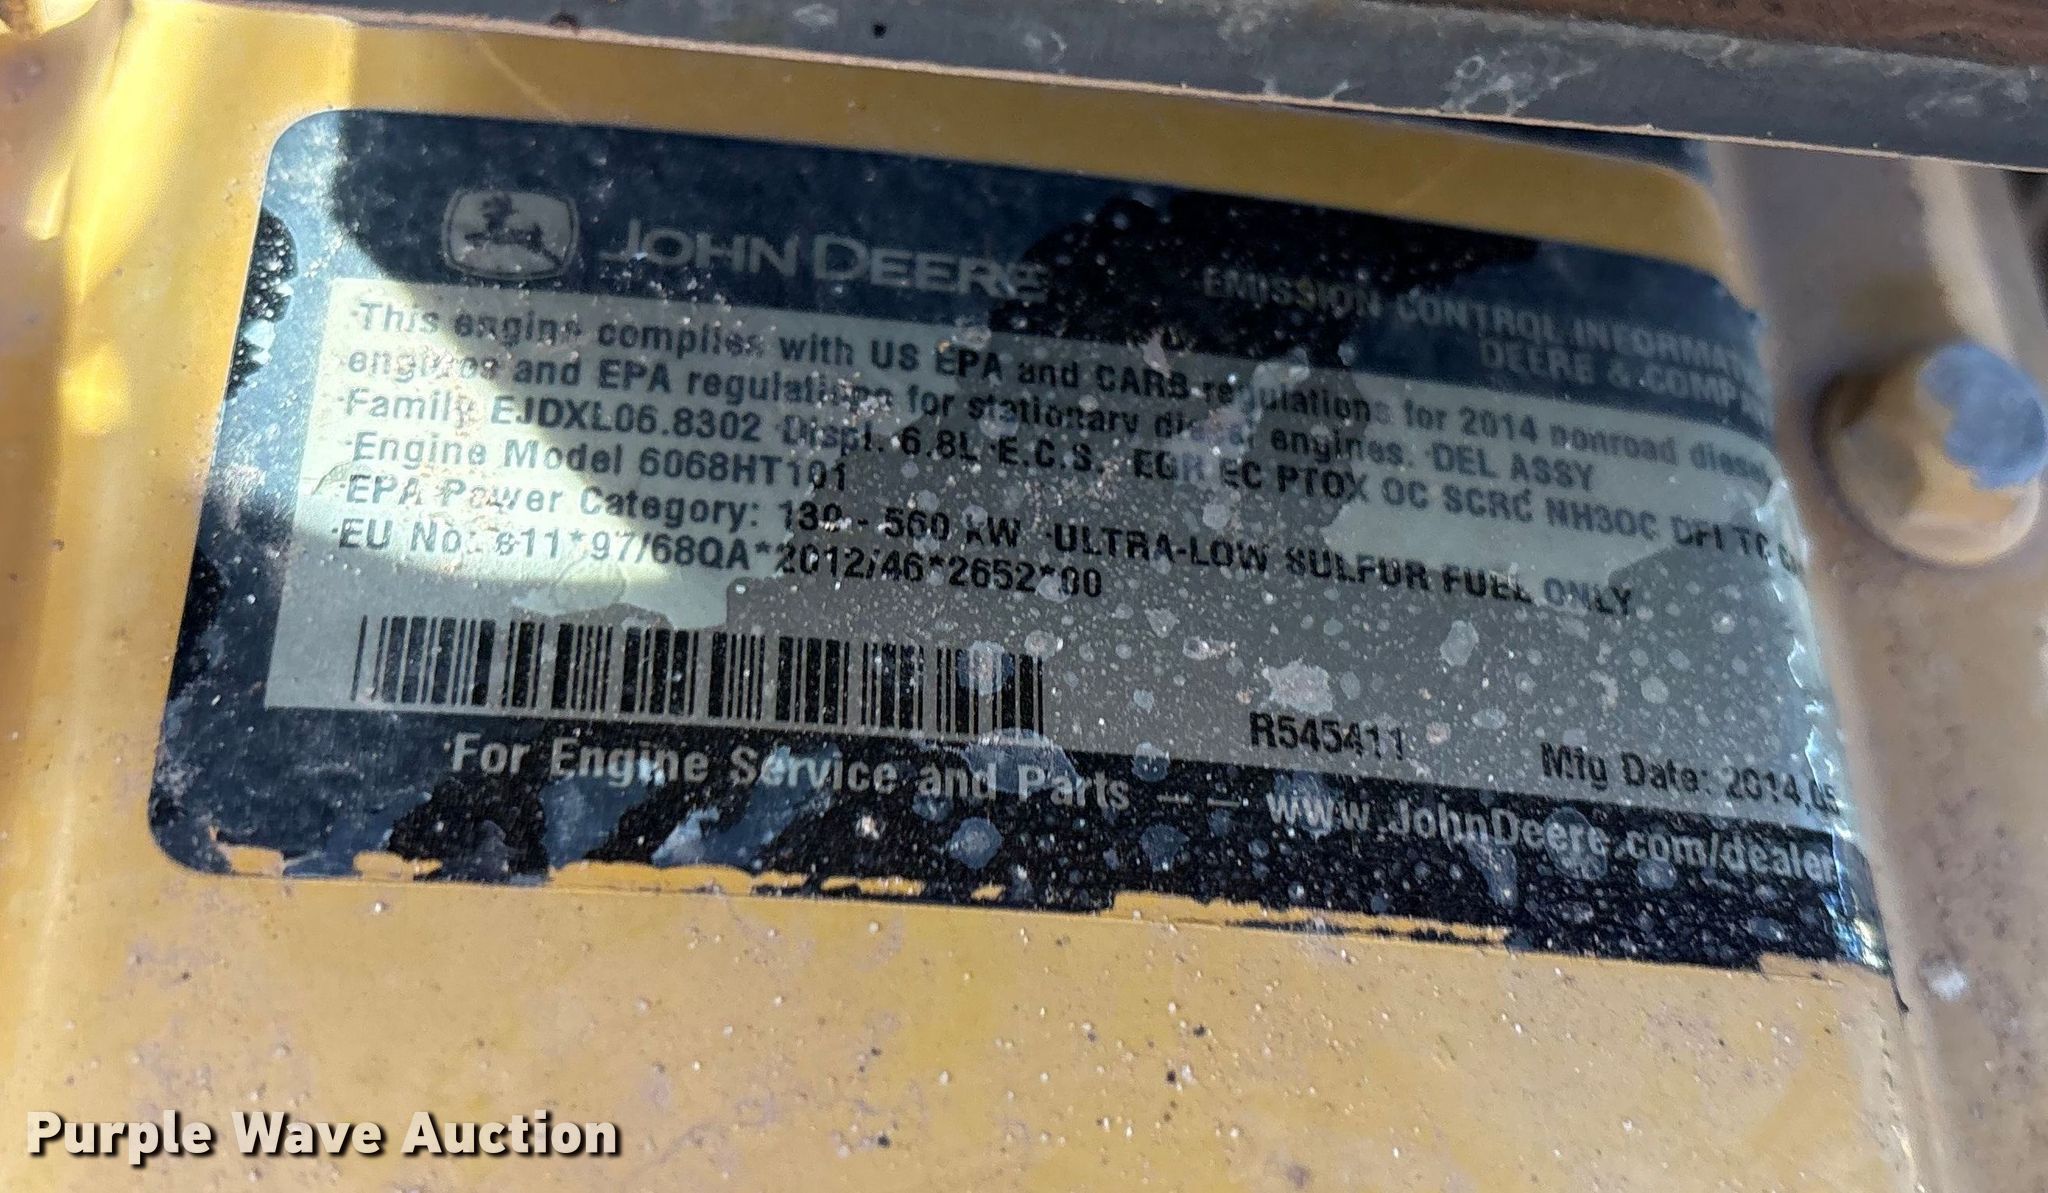 JOHN DEERE
EMISSION CONTROL INFORMAT
DEERE & COMP
·This engine complies with US EPA and CARB regulations for 2014 nonroad diesel
engines and EPA regulations for stationary diesel engines. ·DEL ASSY
·Family EJDXL06.8302 ·Displ. 6.8L ·E.C.S. EGR EC PTOX OC SCRC NH3OC DFI TC
·Engine Model 6068HT101
·EPA Power Category: 130 - 560 kW ·ULTRA-LOW SULFUR FUEL ONLY
·EU No. e11*97/68QA*2012/46*2652*00
R545411
Mfg Date: 2014,05
·For Engine Service and Parts – – www.JohnDeere.com/dealer
Purple Wave Auction